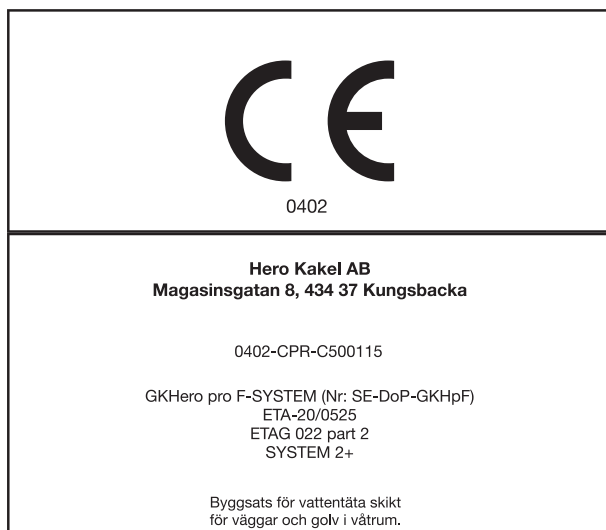 CE
0402
Hero Kakel AB
Magasinsgatan 8, 434 37 Kungsbacka
0402-CPR-C500115
GKHero pro F-SYSTEM (Nr: SE-DoP-GKHpF)
ETA-20/0525
ETAG 022 part 2
SYSTEM 2+
Byggsats för vattentäta skikt
för väggar och golv i våtrum.